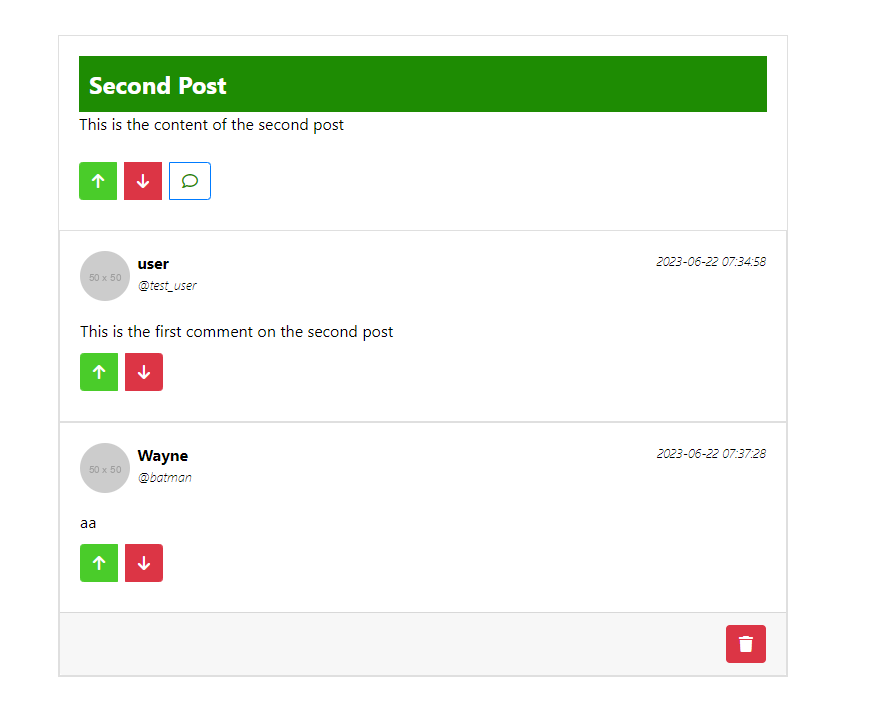 Second Post
This is the content of the second post
50 x 50
user
2023-06-22 07:34:58
@test_user
This is the first comment on the second post
50 x 50
Wayne
2023-06-22 07:37:28
@batman
aa